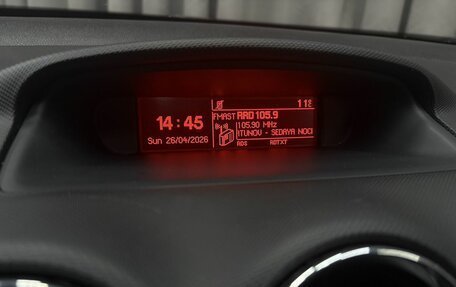 11°C
14:45
Sun 26/04/2026
FMAST RRD 105.9
105.90 MHz
ITUNOV - SEDAYA NOCI
RDS RDTXT